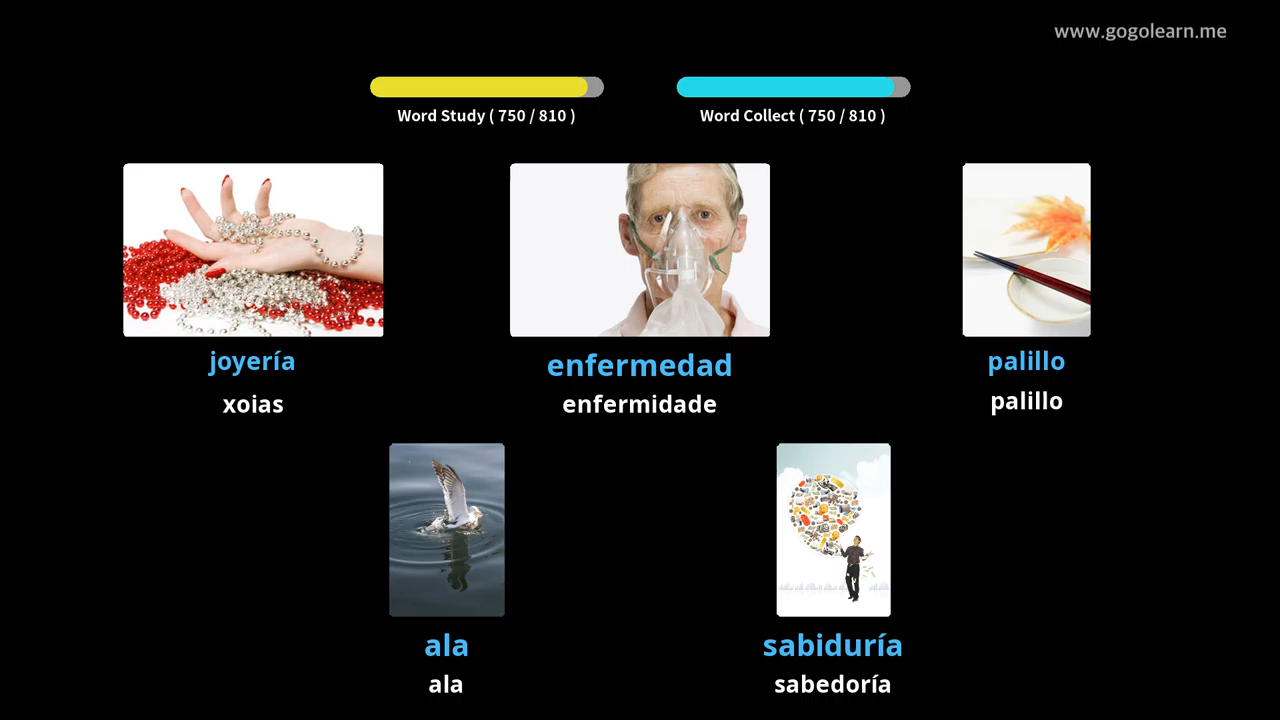 www.gogolearn.me
Word Study ( 750 / 810 )
Word Collect ( 750 / 810 )
joyería
xoias
enfermedad
enfermidade
palillo
palillo
ala
ala
sabiduría
sabedoría